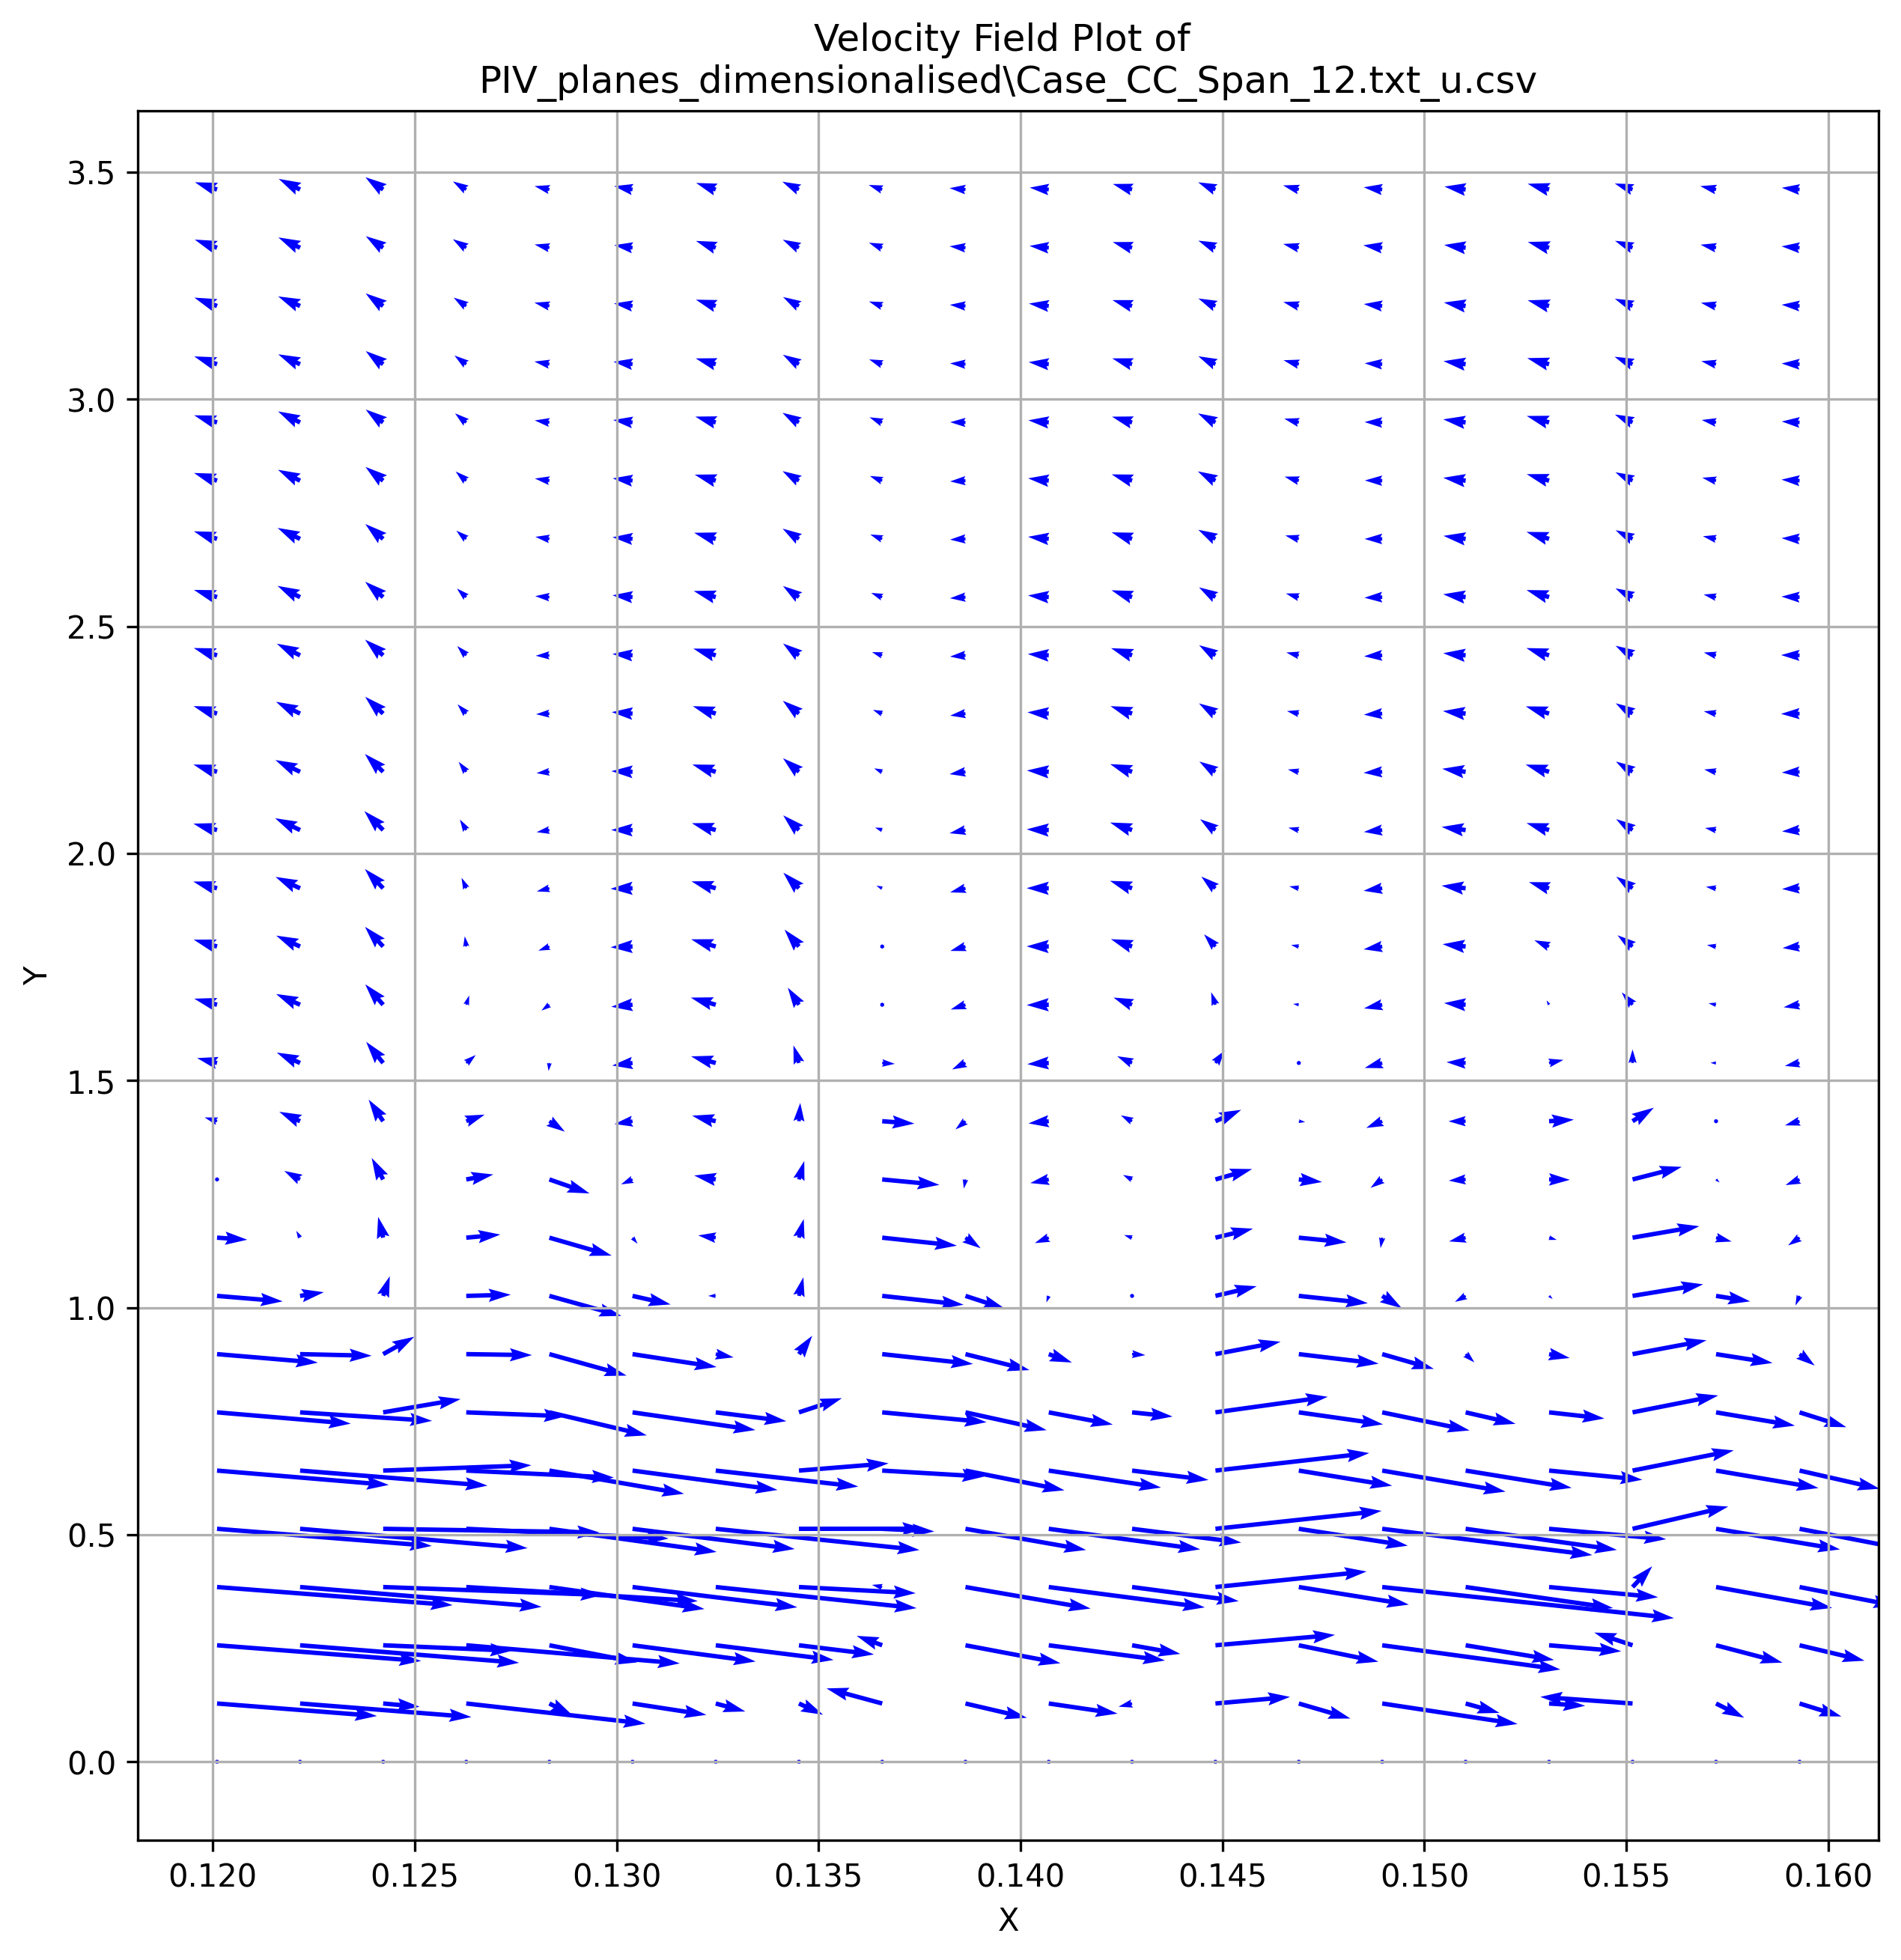 Velocity Field Plot of
PIV_planes_dimensionalised\Case_CC_Span_12.txt_u.csv
3.5
3.0
2.5
2.0
1.5
1.0
0.5
0.0
Y
0.120 0.125 0.130 0.135 0.140 0.145 0.150 0.155 0.160
X